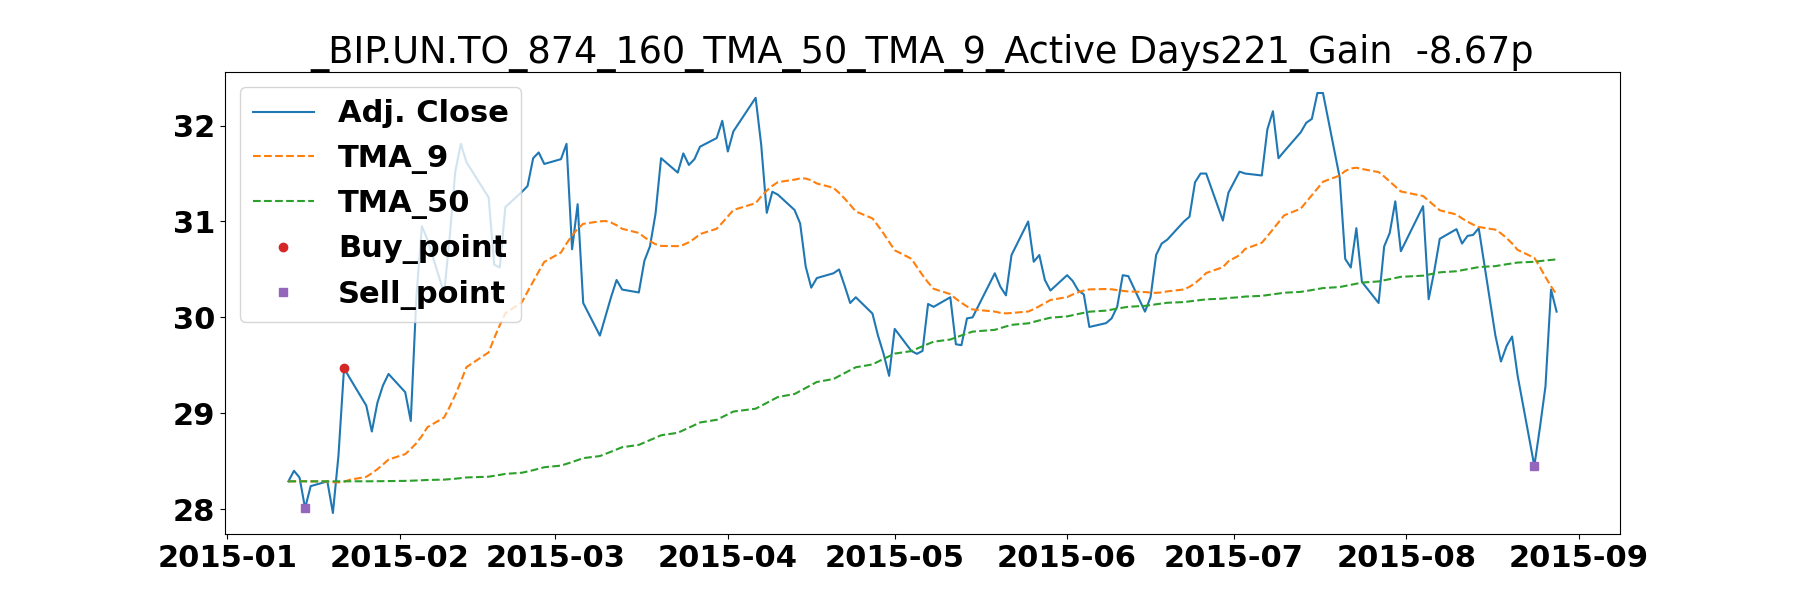 _BIP.UN.TO_874_160_TMA_50_TMA_9_Active Days221_Gain  -8.67p
Adj. Close
TMA_9
TMA_50
Buy_point
Sell_point
32
31
30
29
28
2015-01 2015-02 2015-03 2015-04 2015-05 2015-06 2015-07 2015-08 2015-09